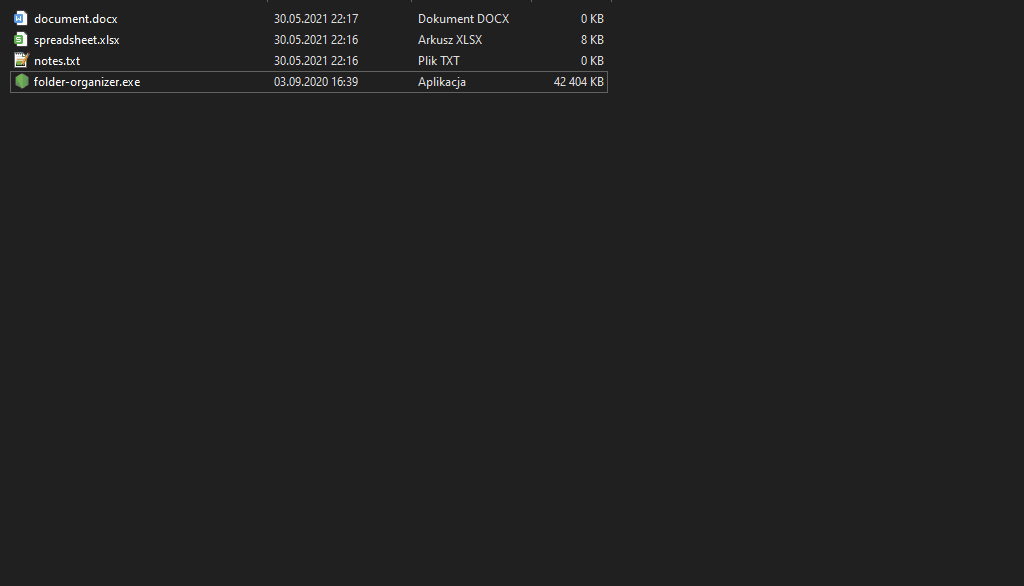 document.docx 30.05.2021 22:17 Dokument DOCX 0 KB
spreadsheet.xlsx 30.05.2021 22:16 Arkusz XLSX 8 KB
notes.txt 30.05.2021 22:16 Plik TXT 0 KB
folder-organizer.exe 03.09.2020 16:39 Aplikacja 42 404 KB